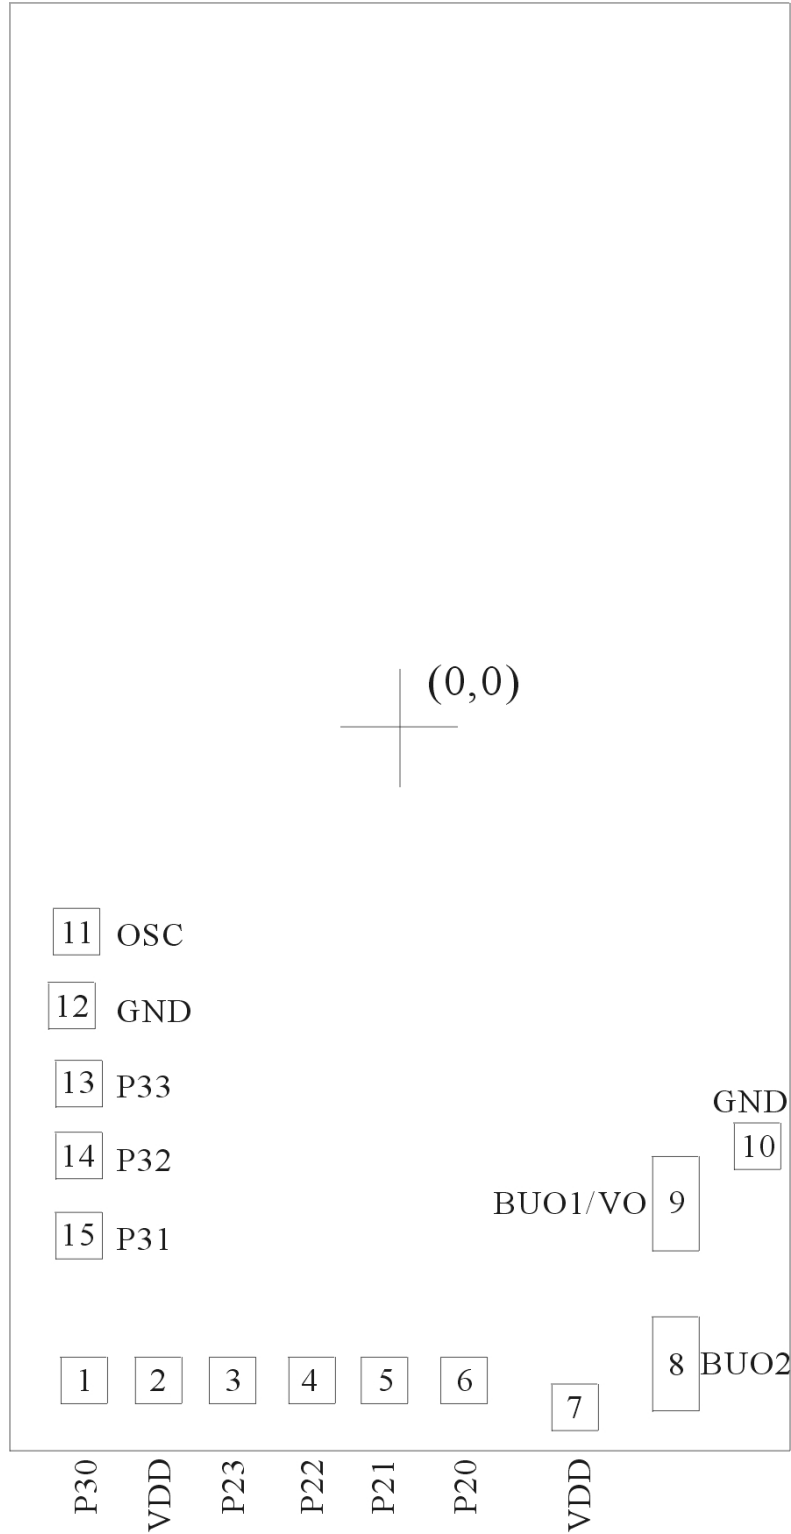 (0,0)
11 OSC
12 GND
13 P33
GND
10
14 P32
BUO1/VO 9
15 P31
8 BUO2
1 2 3 4 5 6
7
P30 VDD P23 P22 P21 P20 VDD